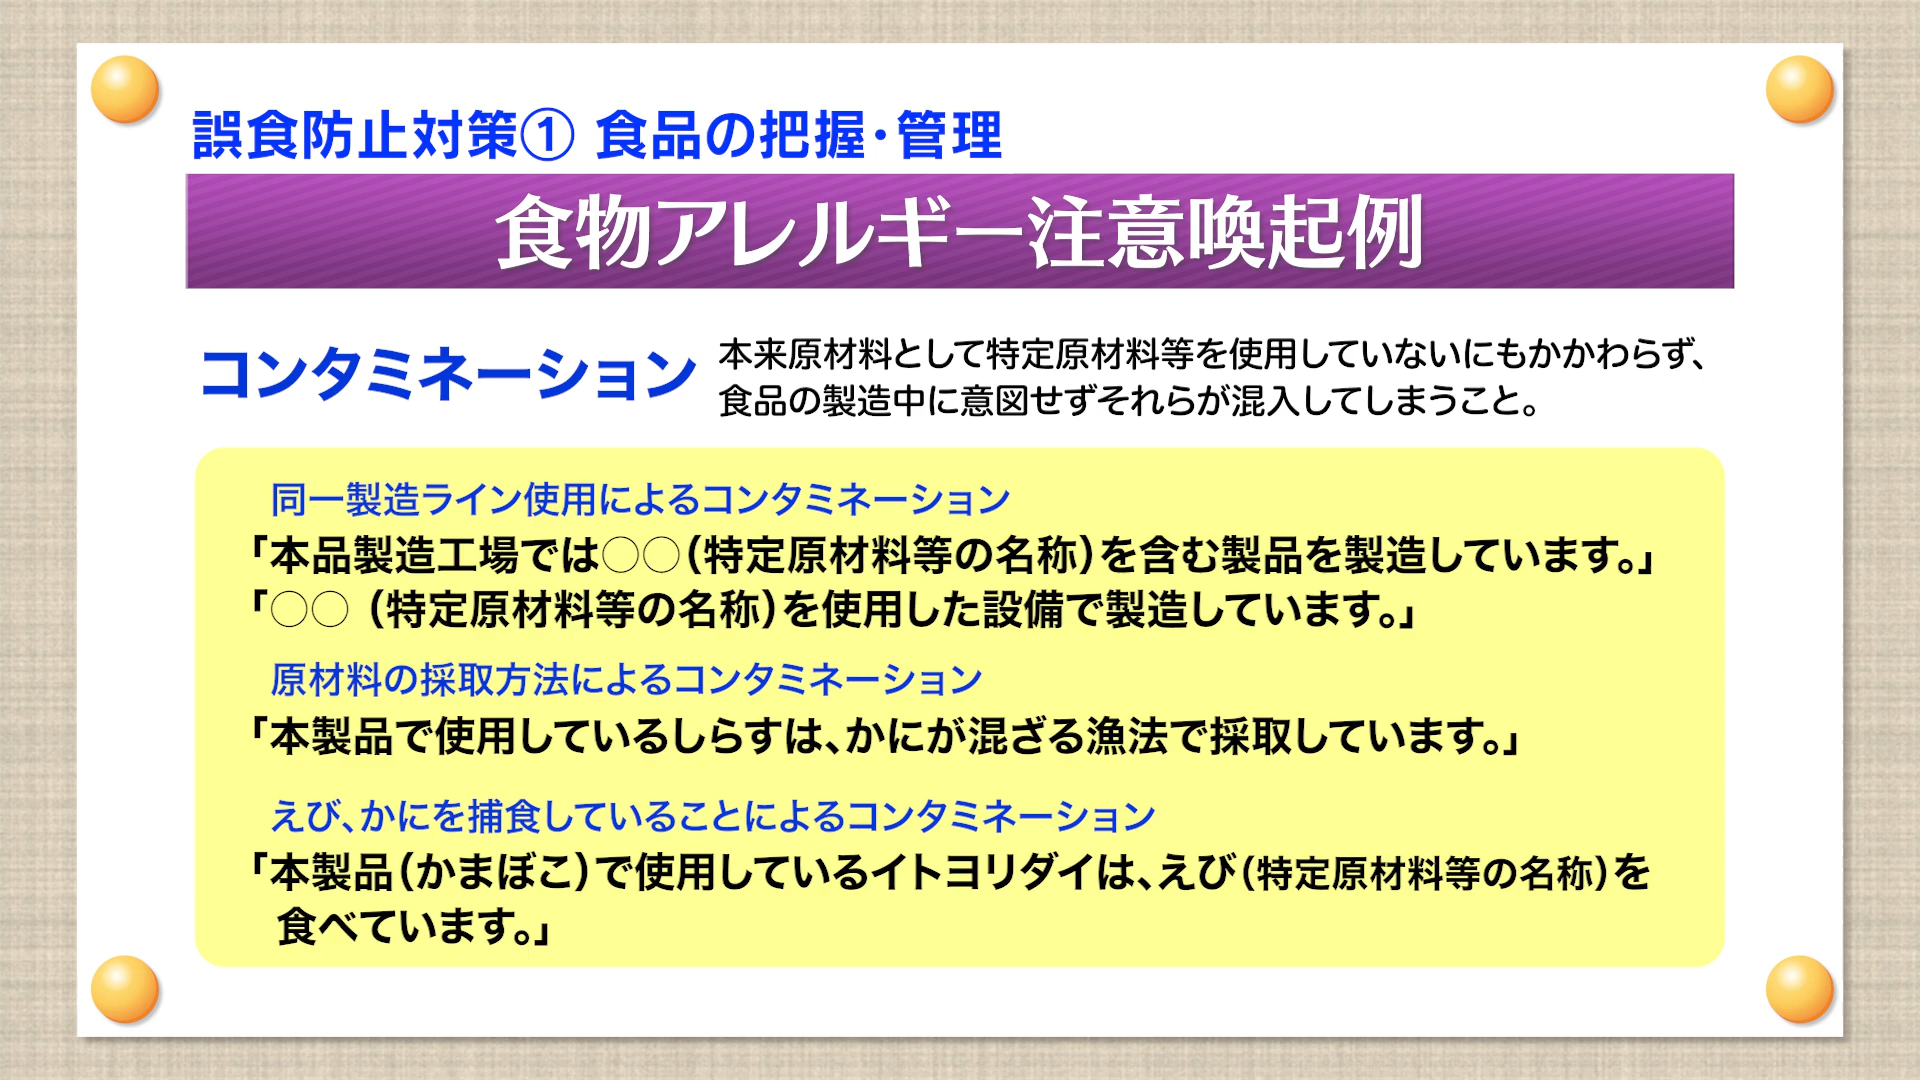 誤食防止対策① 食品の把握・管理
食物アレルギー注意喚起例
コンタミネーション
本来原材料として特定原材料等を使用していないにもかかわらず、
食品の製造中に意図せずそれらが混入してしまうこと。
同一製造ライン使用によるコンタミネーション
「本品製造工場では○○(特定原材料等の名称)を含む製品を製造しています。」
「○○ (特定原材料等の名称)を使用した設備で製造しています。」
原材料の採取方法によるコンタミネーション
「本製品で使用しているしらすは、かにが混ざる漁法で採取しています。」
えび、かにを捕食していることによるコンタミネーション
「本製品(かまぼこ)で使用しているイトヨリダイは、えび(特定原材料等の名称)を
食べています。」